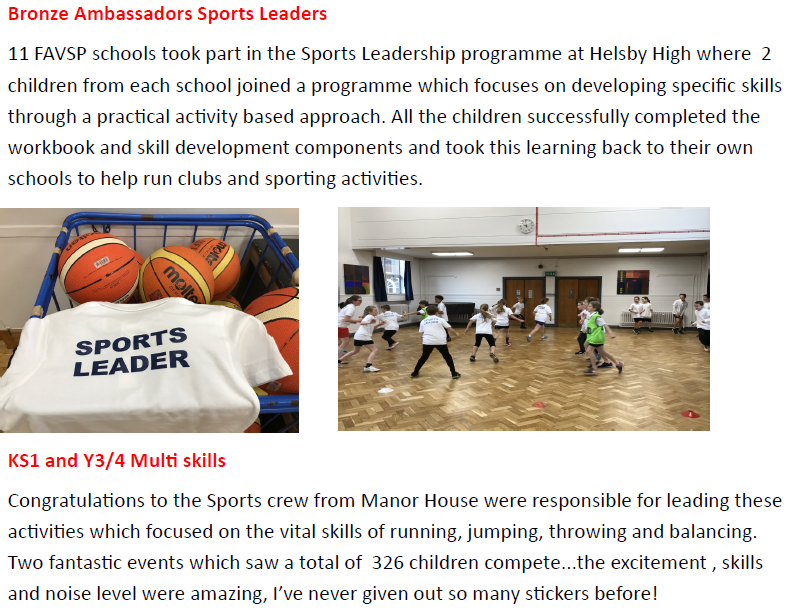 Bronze Ambassadors Sports Leaders
11 FAVSP schools took part in the Sports Leadership programme at Helsby High where  2
children from each school joined a programme which focuses on developing specific skills
through a practical activity based approach. All the children successfully completed the
workbook and skill development components and took this learning back to their own
schools to help run clubs and sporting activities.
molten
SPORTS
LEADER
KS1 and Y3/4 Multi skills
Congratulations to the Sports crew from Manor House were responsible for leading these
activities which focused on the vital skills of running, jumping, throwing and balancing.
Two fantastic events which saw a total of  326 children compete...the excitement , skills
and noise level were amazing, I’ve never given out so many stickers before!